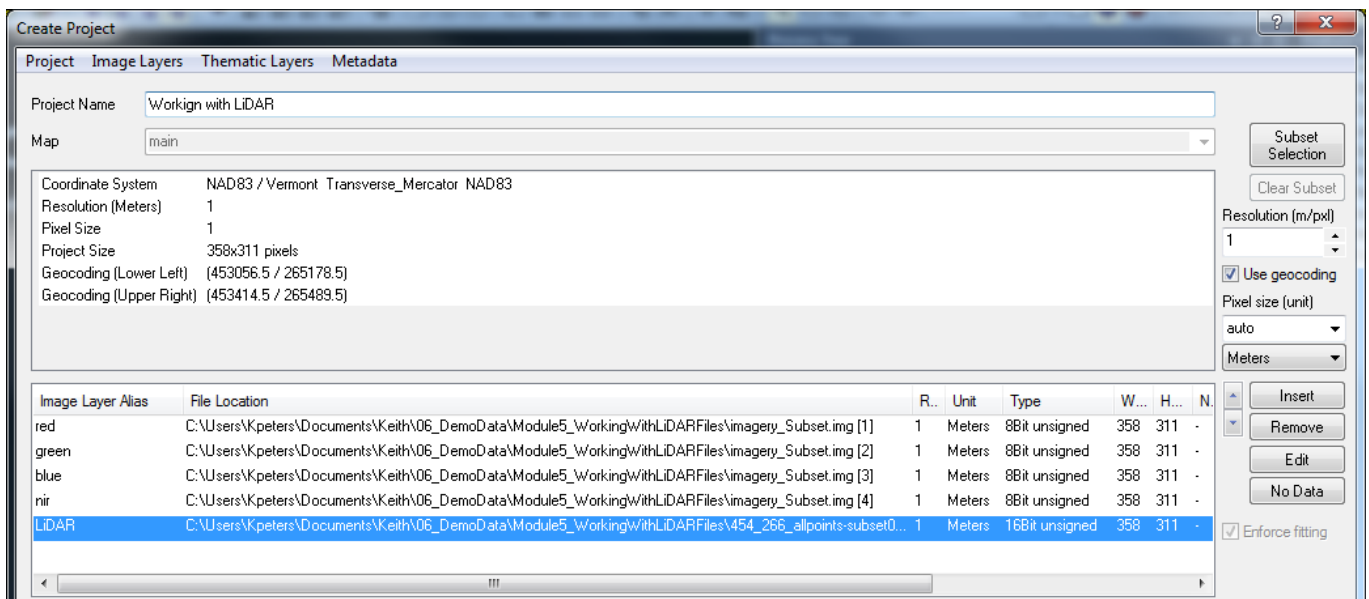 Create Project
?
X
Project Image Layers Thematic Layers Metadata
Project Name Workign with LiDAR
Map main
Subset Selection
Clear Subset
Coordinate System NAD83 / Vermont Transverse_Mercator NAD83
Resolution (Meters) 1
Pixel Size 1
Project Size 358x311 pixels
Geocoding (Lower Left) (453056.5 / 265178.5)
Geocoding (Upper Right) (453414.5 / 265489.5)
Resolution (m/pxl)
1
Use geocoding
Pixel size (unit)
auto
Meters
Image Layer Alias File Location R.. Unit Type W... H... N.
red C:\Users\Kpeters\Documents\Keith\06_DemoData\Module5_WorkingWithLiDARFiles\imagery_Subset.img [1] 1 Meters 8Bit unsigned 358 311 -
green C:\Users\Kpeters\Documents\Keith\06_DemoData\Module5_WorkingWithLiDARFiles\imagery_Subset.img [2] 1 Meters 8Bit unsigned 358 311 -
blue C:\Users\Kpeters\Documents\Keith\06_DemoData\Module5_WorkingWithLiDARFiles\imagery_Subset.img [3] 1 Meters 8Bit unsigned 358 311 -
nir C:\Users\Kpeters\Documents\Keith\06_DemoData\Module5_WorkingWithLiDARFiles\imagery_Subset.img [4] 1 Meters 8Bit unsigned 358 311 -
LiDAR C:\Users\Kpeters\Documents\Keith\06_DemoData\Module5_WorkingWithLiDARFiles\454_266_allpoints-subset0... 1 Meters 16Bit unsigned 358 311 -
Insert
Remove
Edit
No Data
Enforce fitting